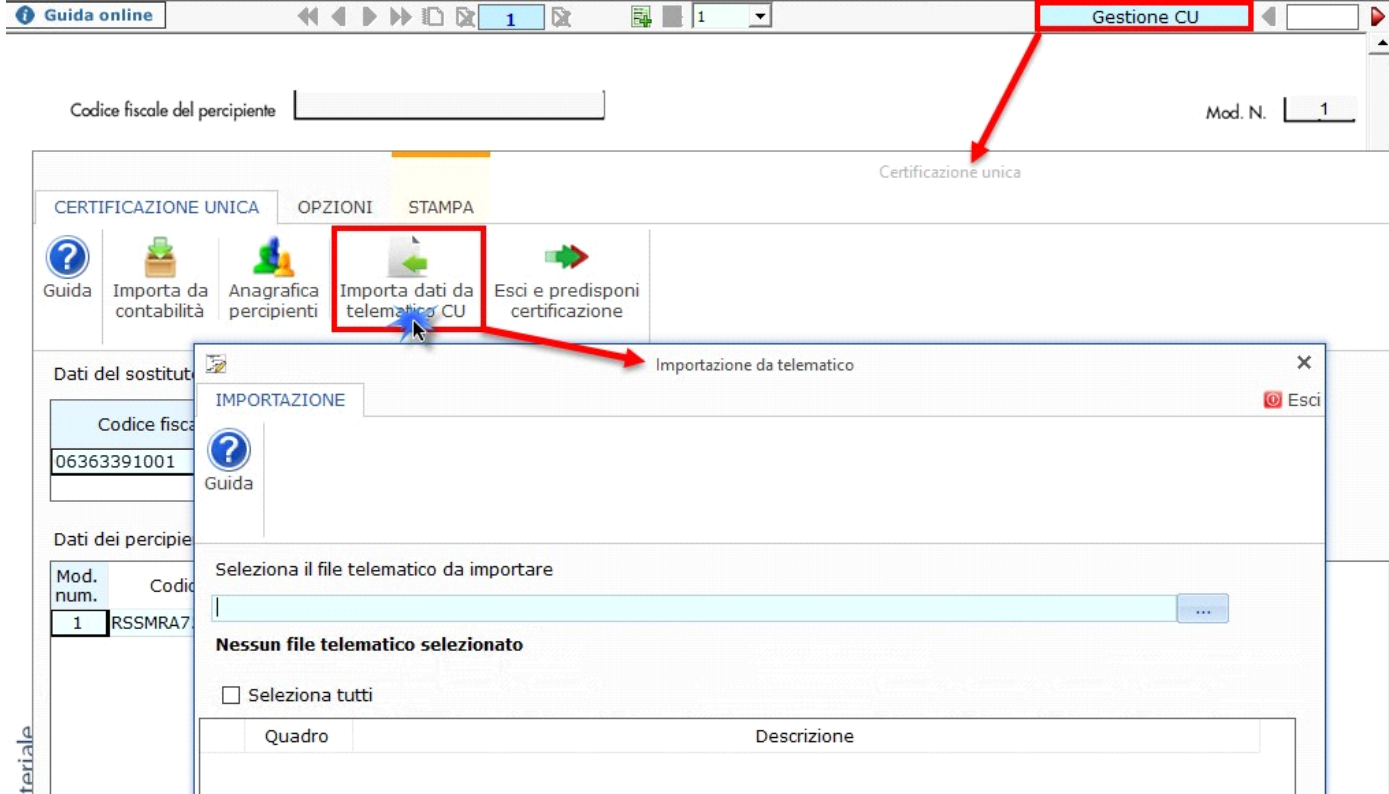 Guida online
1
1
Gestione CU
Codice fiscale del percipiente
Mod. N. 1
Certificazione unica
CERTIFICAZIONE UNICA OPZIONI STAMPA
Guida
Importa da contabilità
Anagrafica percipienti
Importa dati da telematico CU
Esci e predisponi certificazione
Importazione da telematico
Dati del sostitut
IMPORTAZIONE
Esci
Codice fisca
06363391001
Guida
Dati dei percipie
Seleziona il file telematico da importare
Mod. num.
Codic
...
1 RSSMRA7
Nessun file telematico selezionato
Seleziona tutti
Quadro Descrizione
teriale